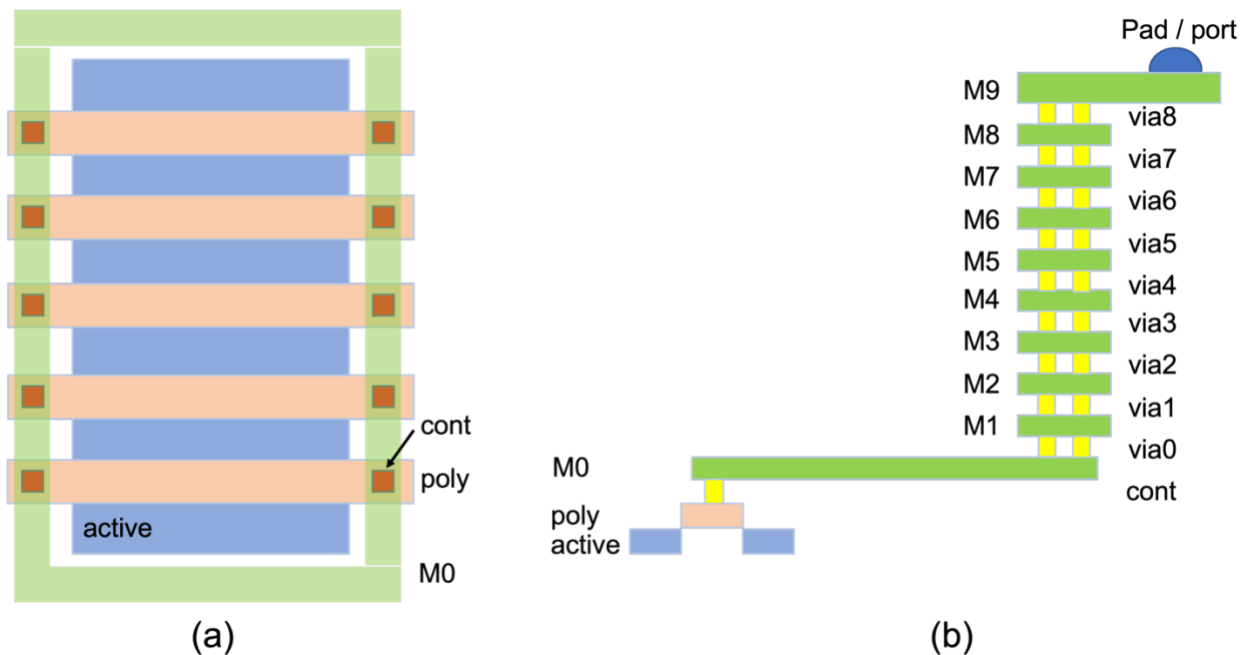 cont
poly
active
M0
(a)
Pad / port
M9
via8
M8
via7
M7
via6
M6
via5
M5
via4
M4
via3
M3
via2
M2
via1
M1
via0
M0
cont
poly
active
(b)